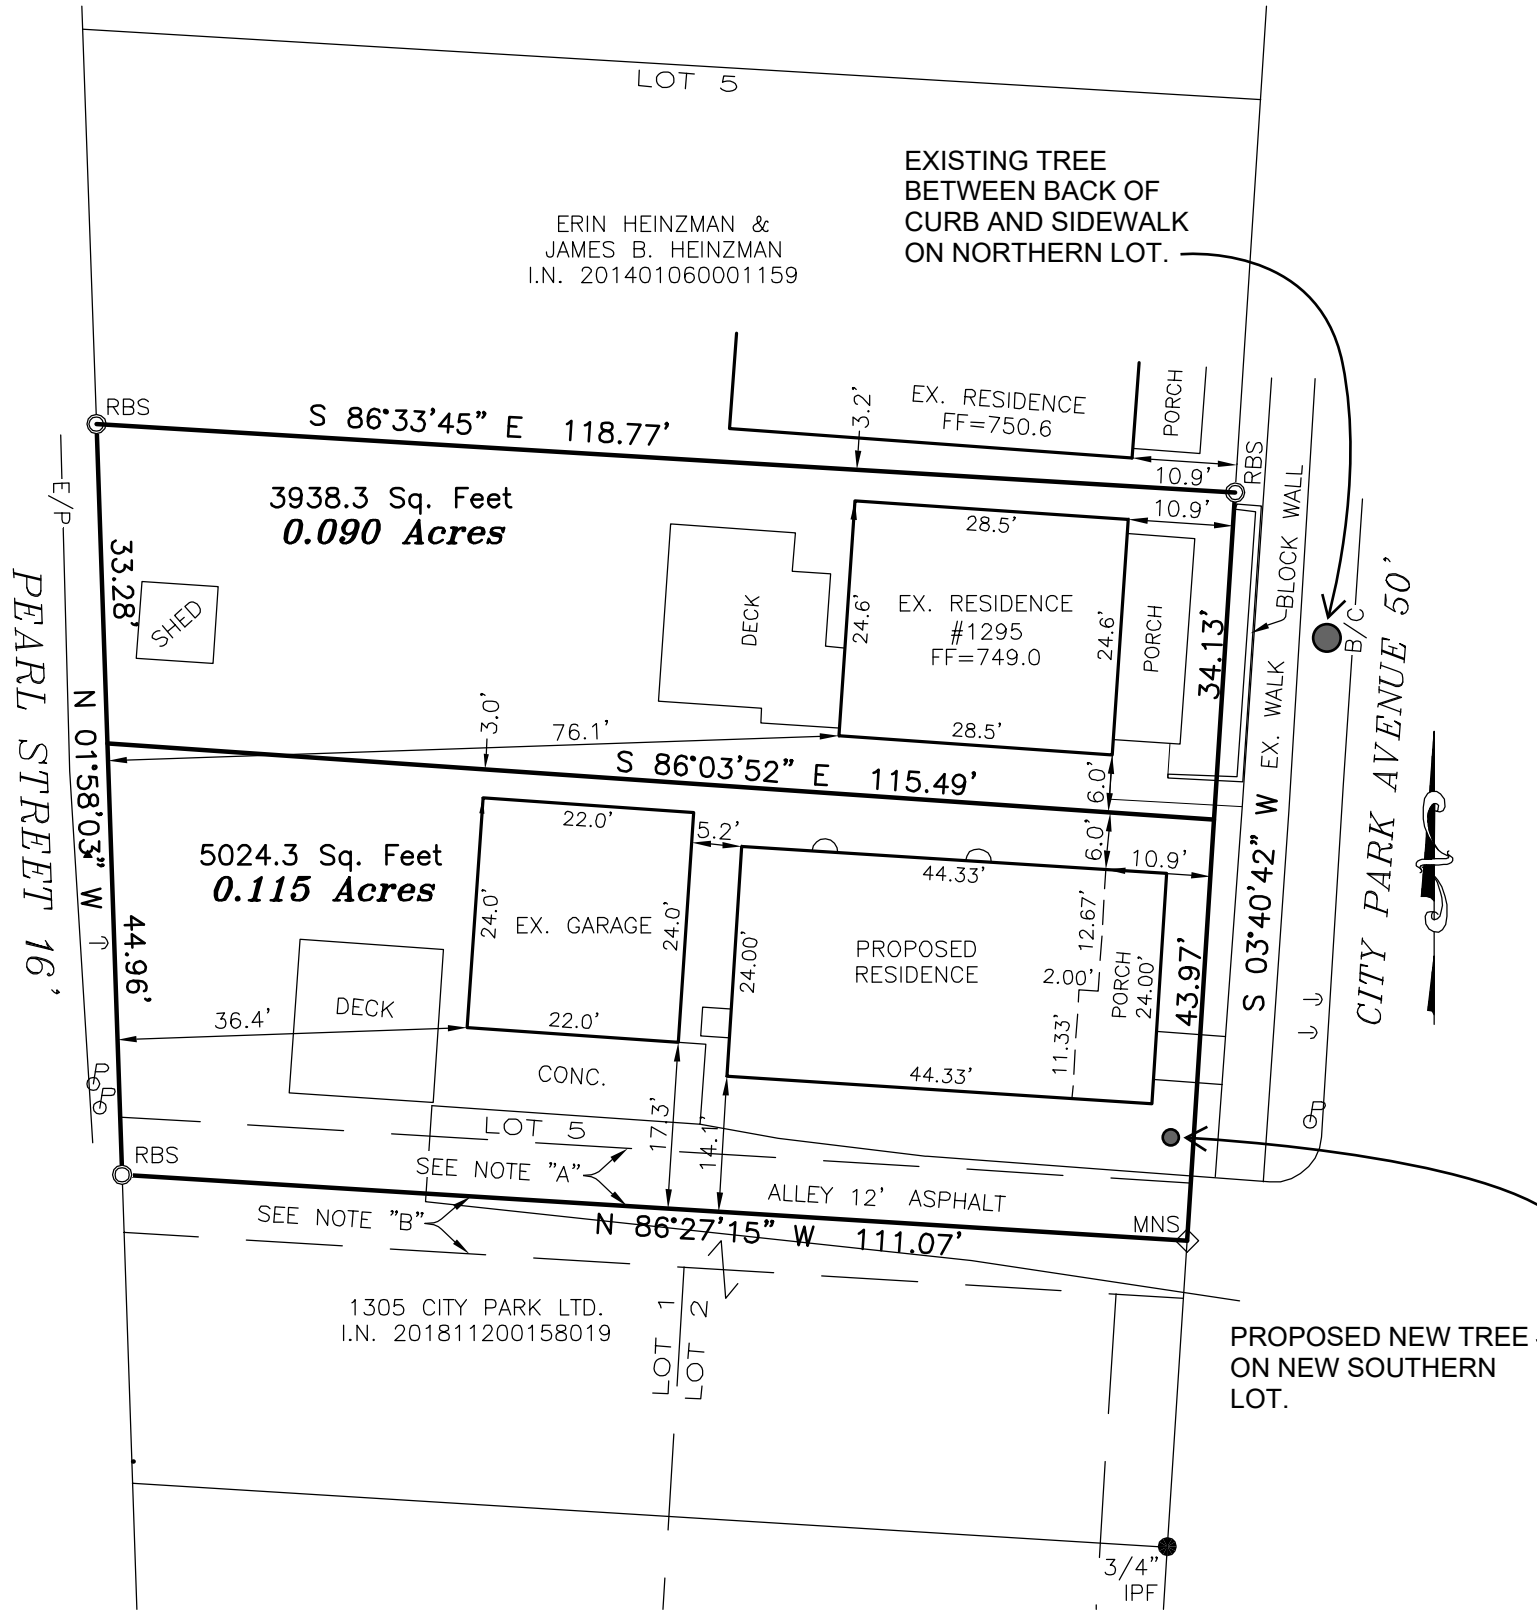 LOT 5
EXISTING TREE
BETWEEN BACK OF
CURB AND SIDEWALK
ON NORTHERN LOT.
ERIN HEINZMAN &
JAMES B. HEINZMAN
I.N. 201401060001159
EX. RESIDENCE
FF=750.6
PORCH
3.2'
RBS
S 86°33'45" E 118.77'
10.9'
RBS
E/P
3938.3 Sq. Feet
0.090 Acres
10.9'
28.5'
BLOCK WALL
33.28'
SHED
DECK
24.6'
EX. RESIDENCE
#1295
FF=749.0
24.6'
PORCH
34.13'
B/C
PEARL STREET 16'
N 01°58'03" W
3.0'
76.1'
28.5'
EX. WALK
CITY PARK AVENUE 50'
S 86°03'52" E 115.49'
6.0'
22.0'
5.2'
6.0'
10.9'
5024.3 Sq. Feet
0.115 Acres
44.33'
S 03°40'42" W
24.0'
EX. GARAGE
24.0'
24.00'
PROPOSED
RESIDENCE
12.67'
2.00'
PORCH
24.00'
43.97'
44.96'
DECK
36.4'
22.0'
11.33'
CONC.
44.33'
LOT 5
17.3'
14.1'
RBS
SEE NOTE "A"
ALLEY 12' ASPHALT
SEE NOTE "B"
MNS
N 86°27'15" W 111.07'
1305 CITY PARK LTD.
I.N. 201811200158019
LOT 1
LOT 2
PROPOSED NEW TREE
ON NEW SOUTHERN
LOT.
3/4"
IPF